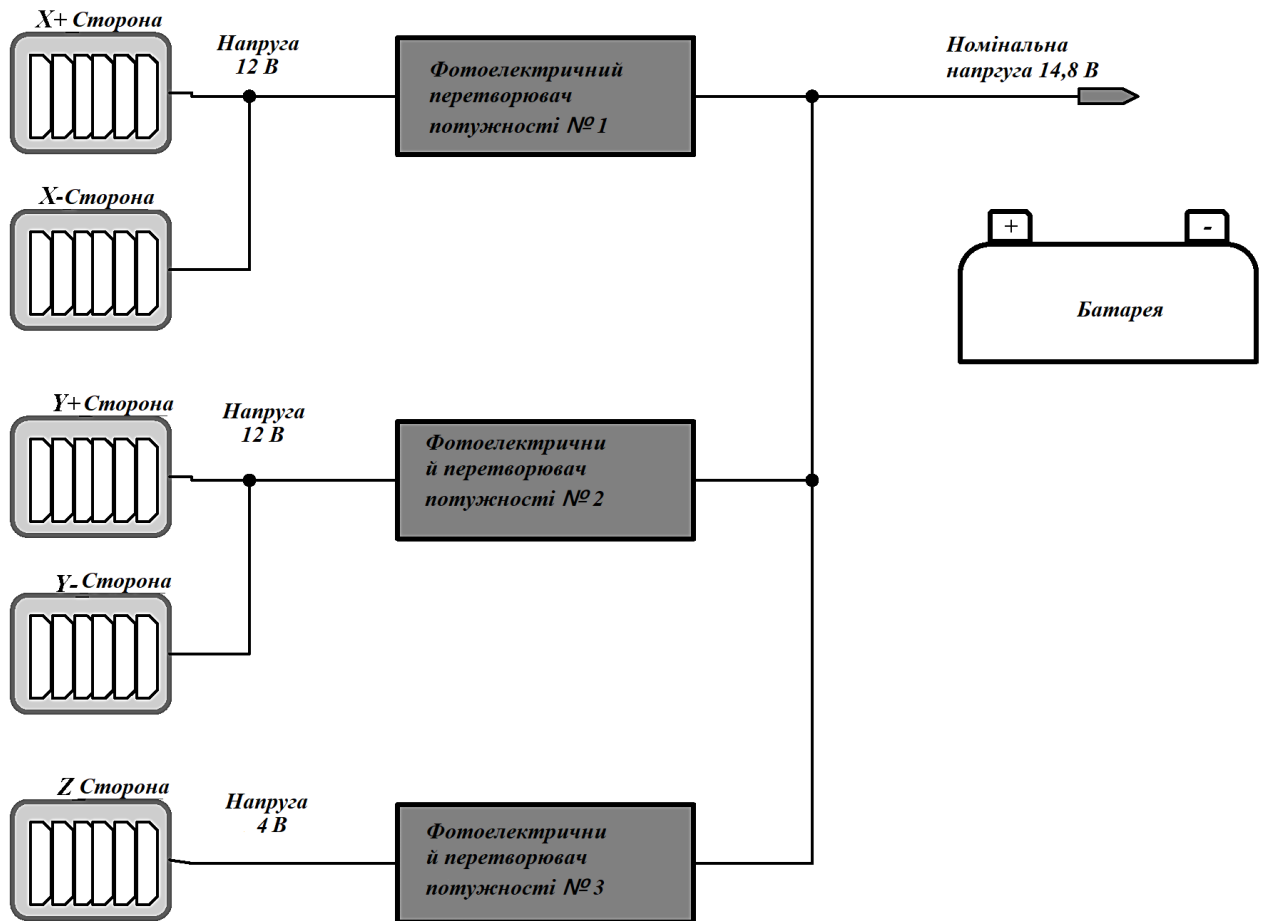 X+ Сторона
Напруга
12 В
Фотоелектричний
перетворювач
потужності № 1
Номінальна
напргуга 14,8 В
X-Сторона
+
-
Батарея
Y+ Сторона
Напруга
12 В
Фотоелектрични
й перетворювач
потужності № 2
Y- Сторона
Z Сторона
Напруга
4 В
Фотоелектрични
й перетворювач
потужності № 3